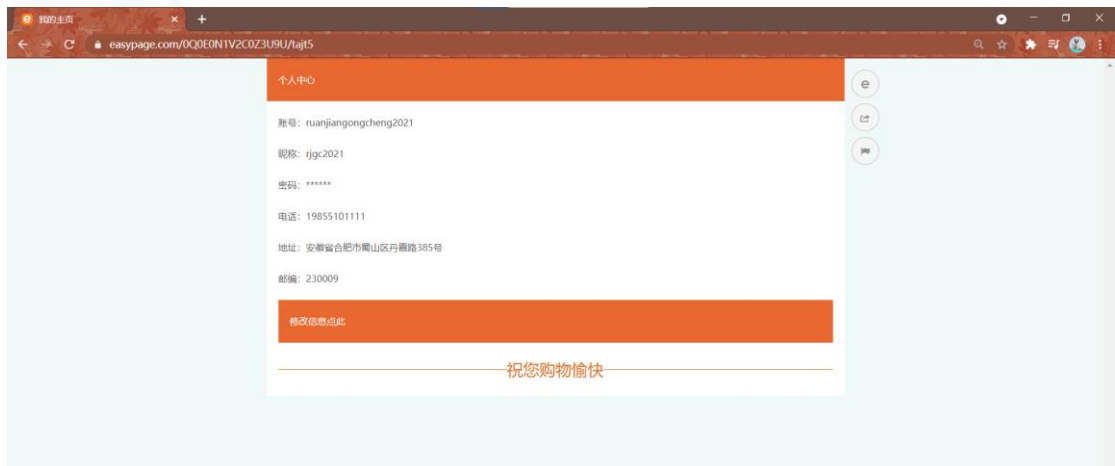 我的主页
easypage.com/0Q0E0N1V2C0Z3U9U/tajt5
个人中心
账号：ruanjiangongcheng2021
昵称：rjgc2021
密码：******
电话：19855101111
地址：安徽省合肥市蜀山区丹霞路385号
邮编：230009
修改信息点此
祝您购物愉快